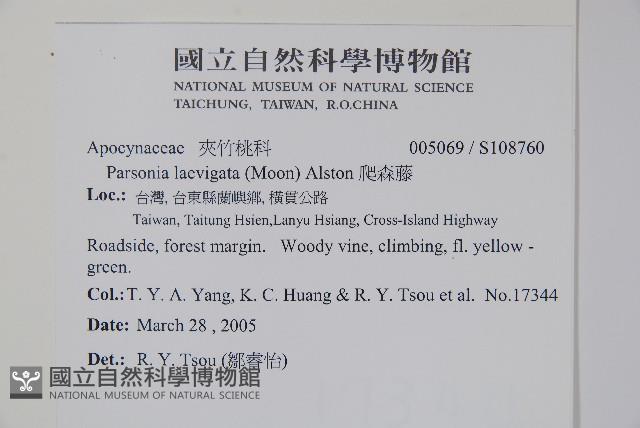 國立自然科學博物館
NATIONAL MUSEUM OF NATURAL SCIENCE
TAICHUNG, TAIWAN, R.O.CHINA
Apocynaceae 夾竹桃科 005069 / S108760
Parsonia laevigata (Moon) Alston 爬森藤
Loc.: 台灣, 台東縣蘭嶼鄉, 橫貫公路
Taiwan, Taitung Hsien,Lanyu Hsiang, Cross-Island Highway
Roadside, forest margin. Woody vine, climbing, fl. yellow -
green.
Col.: T. Y. A. Yang, K. C. Huang & R. Y. Tsou et al. No.17344
Date: March 28 , 2005
Det.: R. Y. Tsou (鄒睿怡)
國立自然科學博物館
NATIONAL MUSEUM OF NATURAL SCIENCE